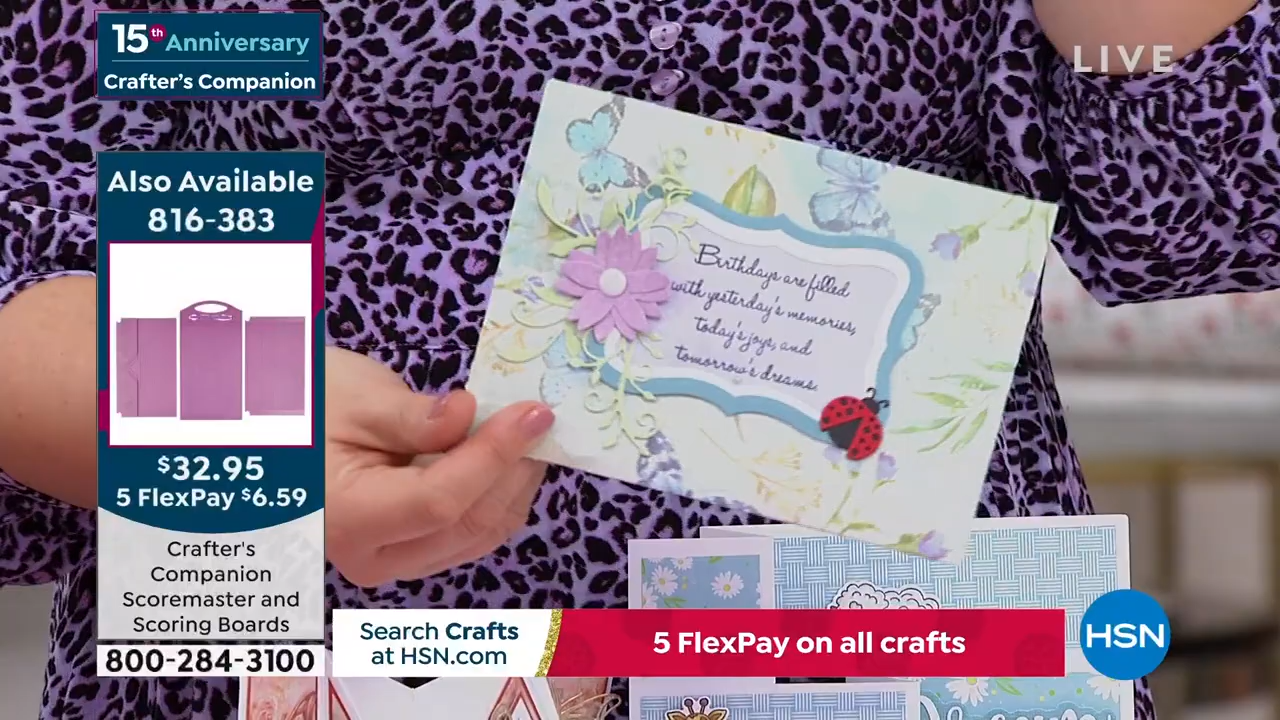 15th Anniversary
Crafter's Companion
LIVE
Also Available
816-383
$32.95
5 FlexPay $6.59
Crafter's
Companion
Scoremaster and
Scoring Boards
800-284-3100
Birthdays are filled
with yesterday's memories,
today's joys, and
tomorrow's dreams.
Search Crafts
at HSN.com
5 FlexPay on all crafts
HSN